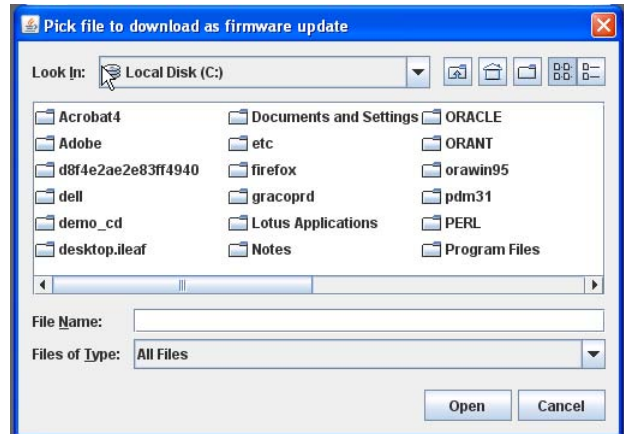 Pick file to download as firmware update
Look In: Local Disk (C:)
Acrobat4 Documents and Settings ORACLE
Adobe etc ORANT
d8f4e2ae2e83ff4940 firefox orawin95
dell gracoprd pdm31
demo_cd Lotus Applications PERL
desktop.ileaf Notes Program Files
File Name:
Files of Type: All Files
Open Cancel